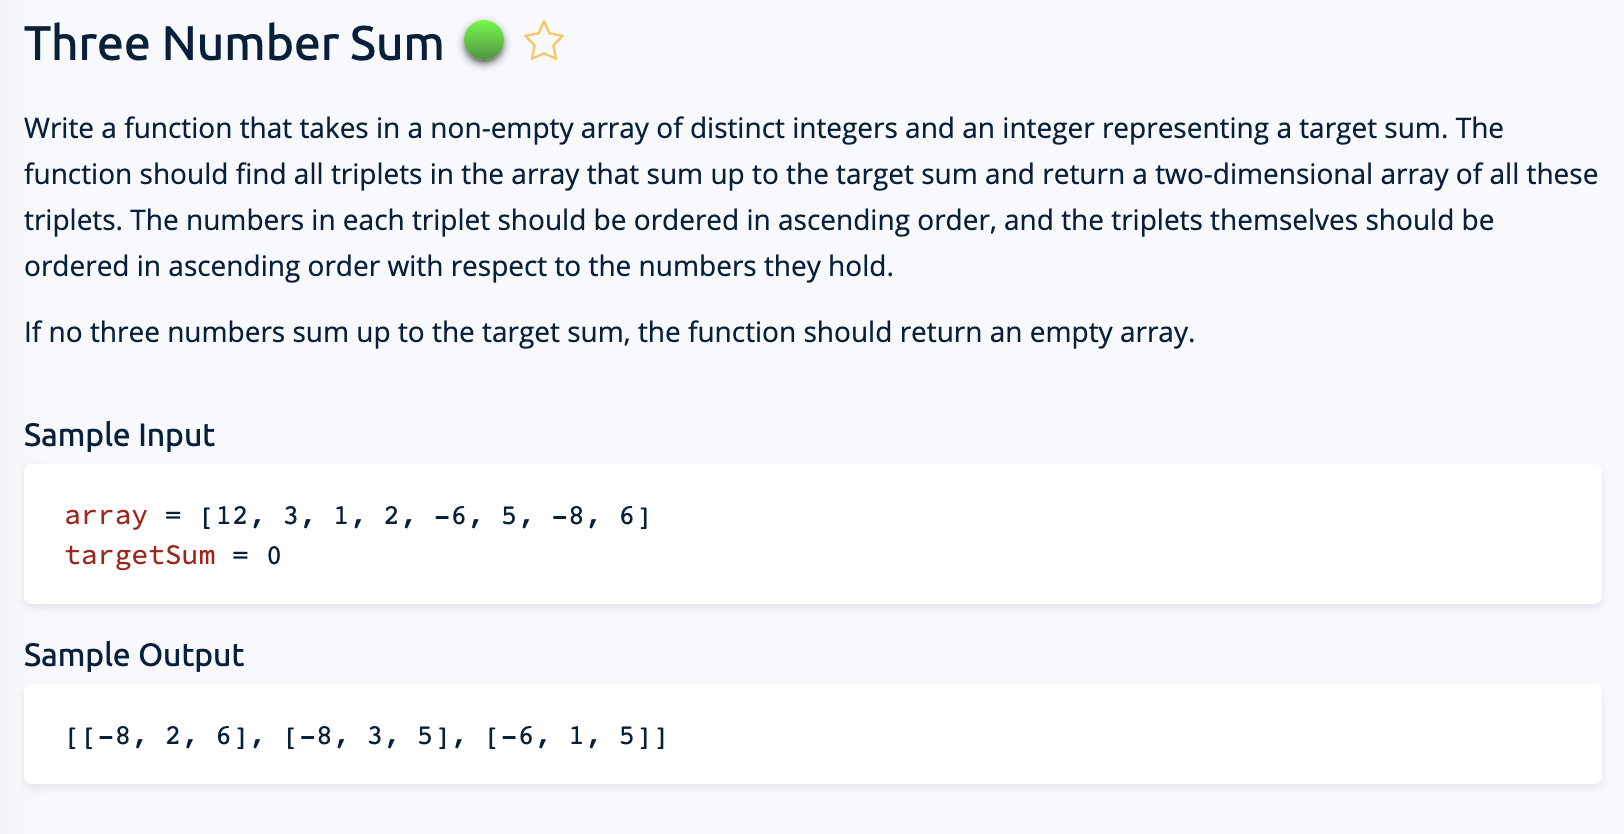 Three Number Sum
Write a function that takes in a non-empty array of distinct integers and an integer representing a target sum. The
function should find all triplets in the array that sum up to the target sum and return a two-dimensional array of all these
triplets. The numbers in each triplet should be ordered in ascending order, and the triplets themselves should be
ordered in ascending order with respect to the numbers they hold.
If no three numbers sum up to the target sum, the function should return an empty array.
Sample Input
array = [12, 3, 1, 2, -6, 5, -8, 6]
targetSum = 0
Sample Output
[[-8, 2, 6], [-8, 3, 5], [-6, 1, 5]]